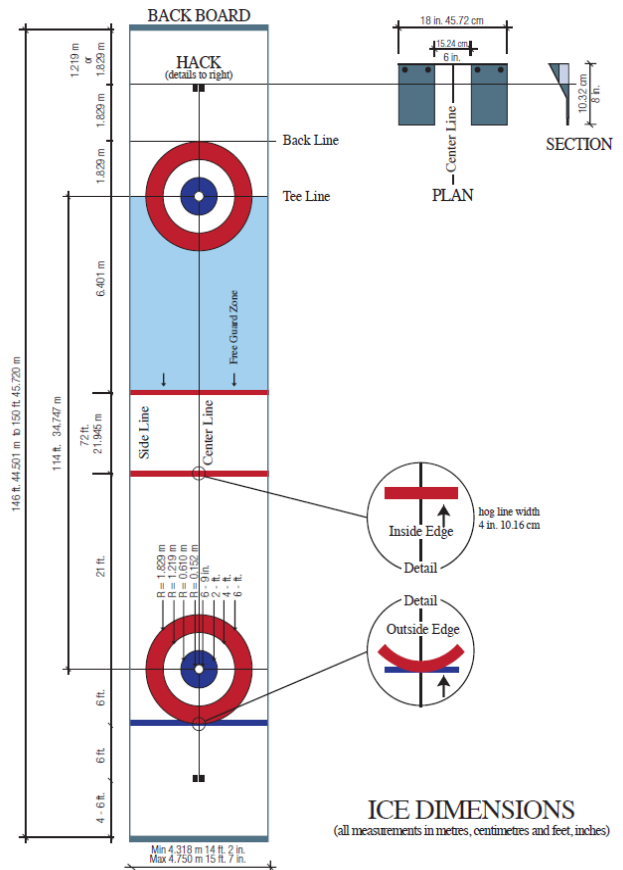 BACK BOARD
HACK
(details to right)
1.219 m
or
1.829 m
1.829 m
1.829 m
6.401 m
72 ft.
21.945 m
21 ft.
6 ft.
6 ft.
4 - 6 ft.
114 ft. 34.747 m
146 ft. 44.501 m to 150 ft. 45.720 m
Back Line
Tee Line
Free Guard Zone
Side Line
Center Line
R = 1.829 m
R = 1.219 m
R = 0.610 m
R = 0.152 m
6 - 9 in.
2 - ft.
4 - ft.
6 - ft.
Min 4.318 m 14 ft. 2 in.
Max 4.750 m 15 ft. 7 in.
18 in. 45.72 cm
15.24 cm
6 in.
Center Line
PLAN
10.32 cm
8 in.
SECTION
Inside Edge
Detail
hog line width
4 in. 10.16 cm
Detail
Outside Edge
ICE DIMENSIONS
(all measurements in metres, centimetres and feet, inches)